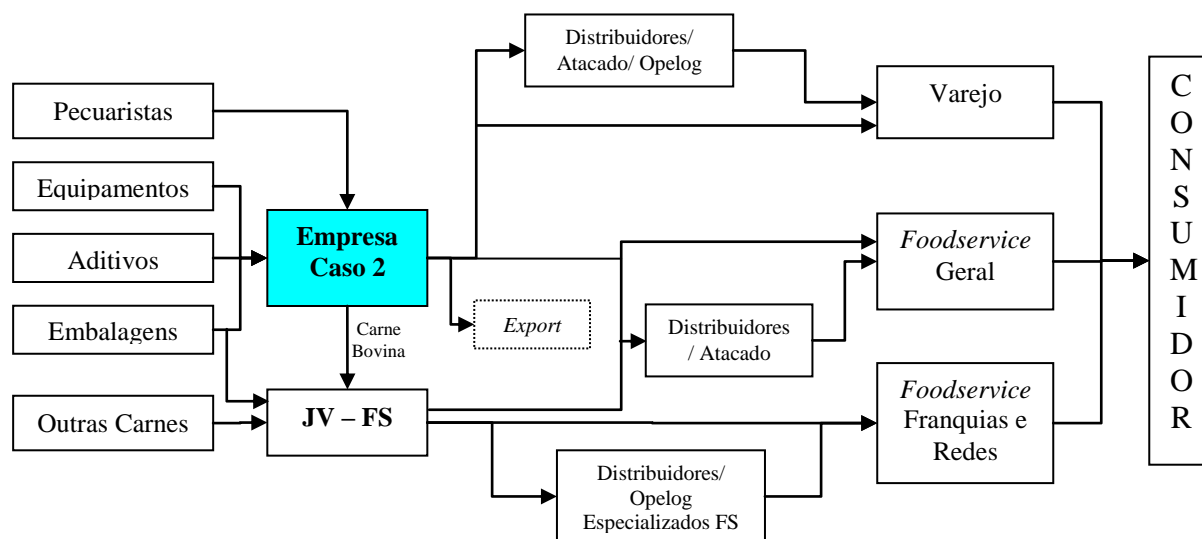 Distribuidores/
Atacado/ Opelog
Varejo
Pecuaristas
Equipamentos
Aditivos
Embalagens
Outras Carnes
Empresa
Caso 2
Carne
Bovina
JV – FS
Export
Distribuidores
/ Atacado
Distribuidores/
Opelog
Especializados FS
Foodservice
Geral
Foodservice
Franquias e
Redes
C
O
N
S
U
M
I
D
O
R